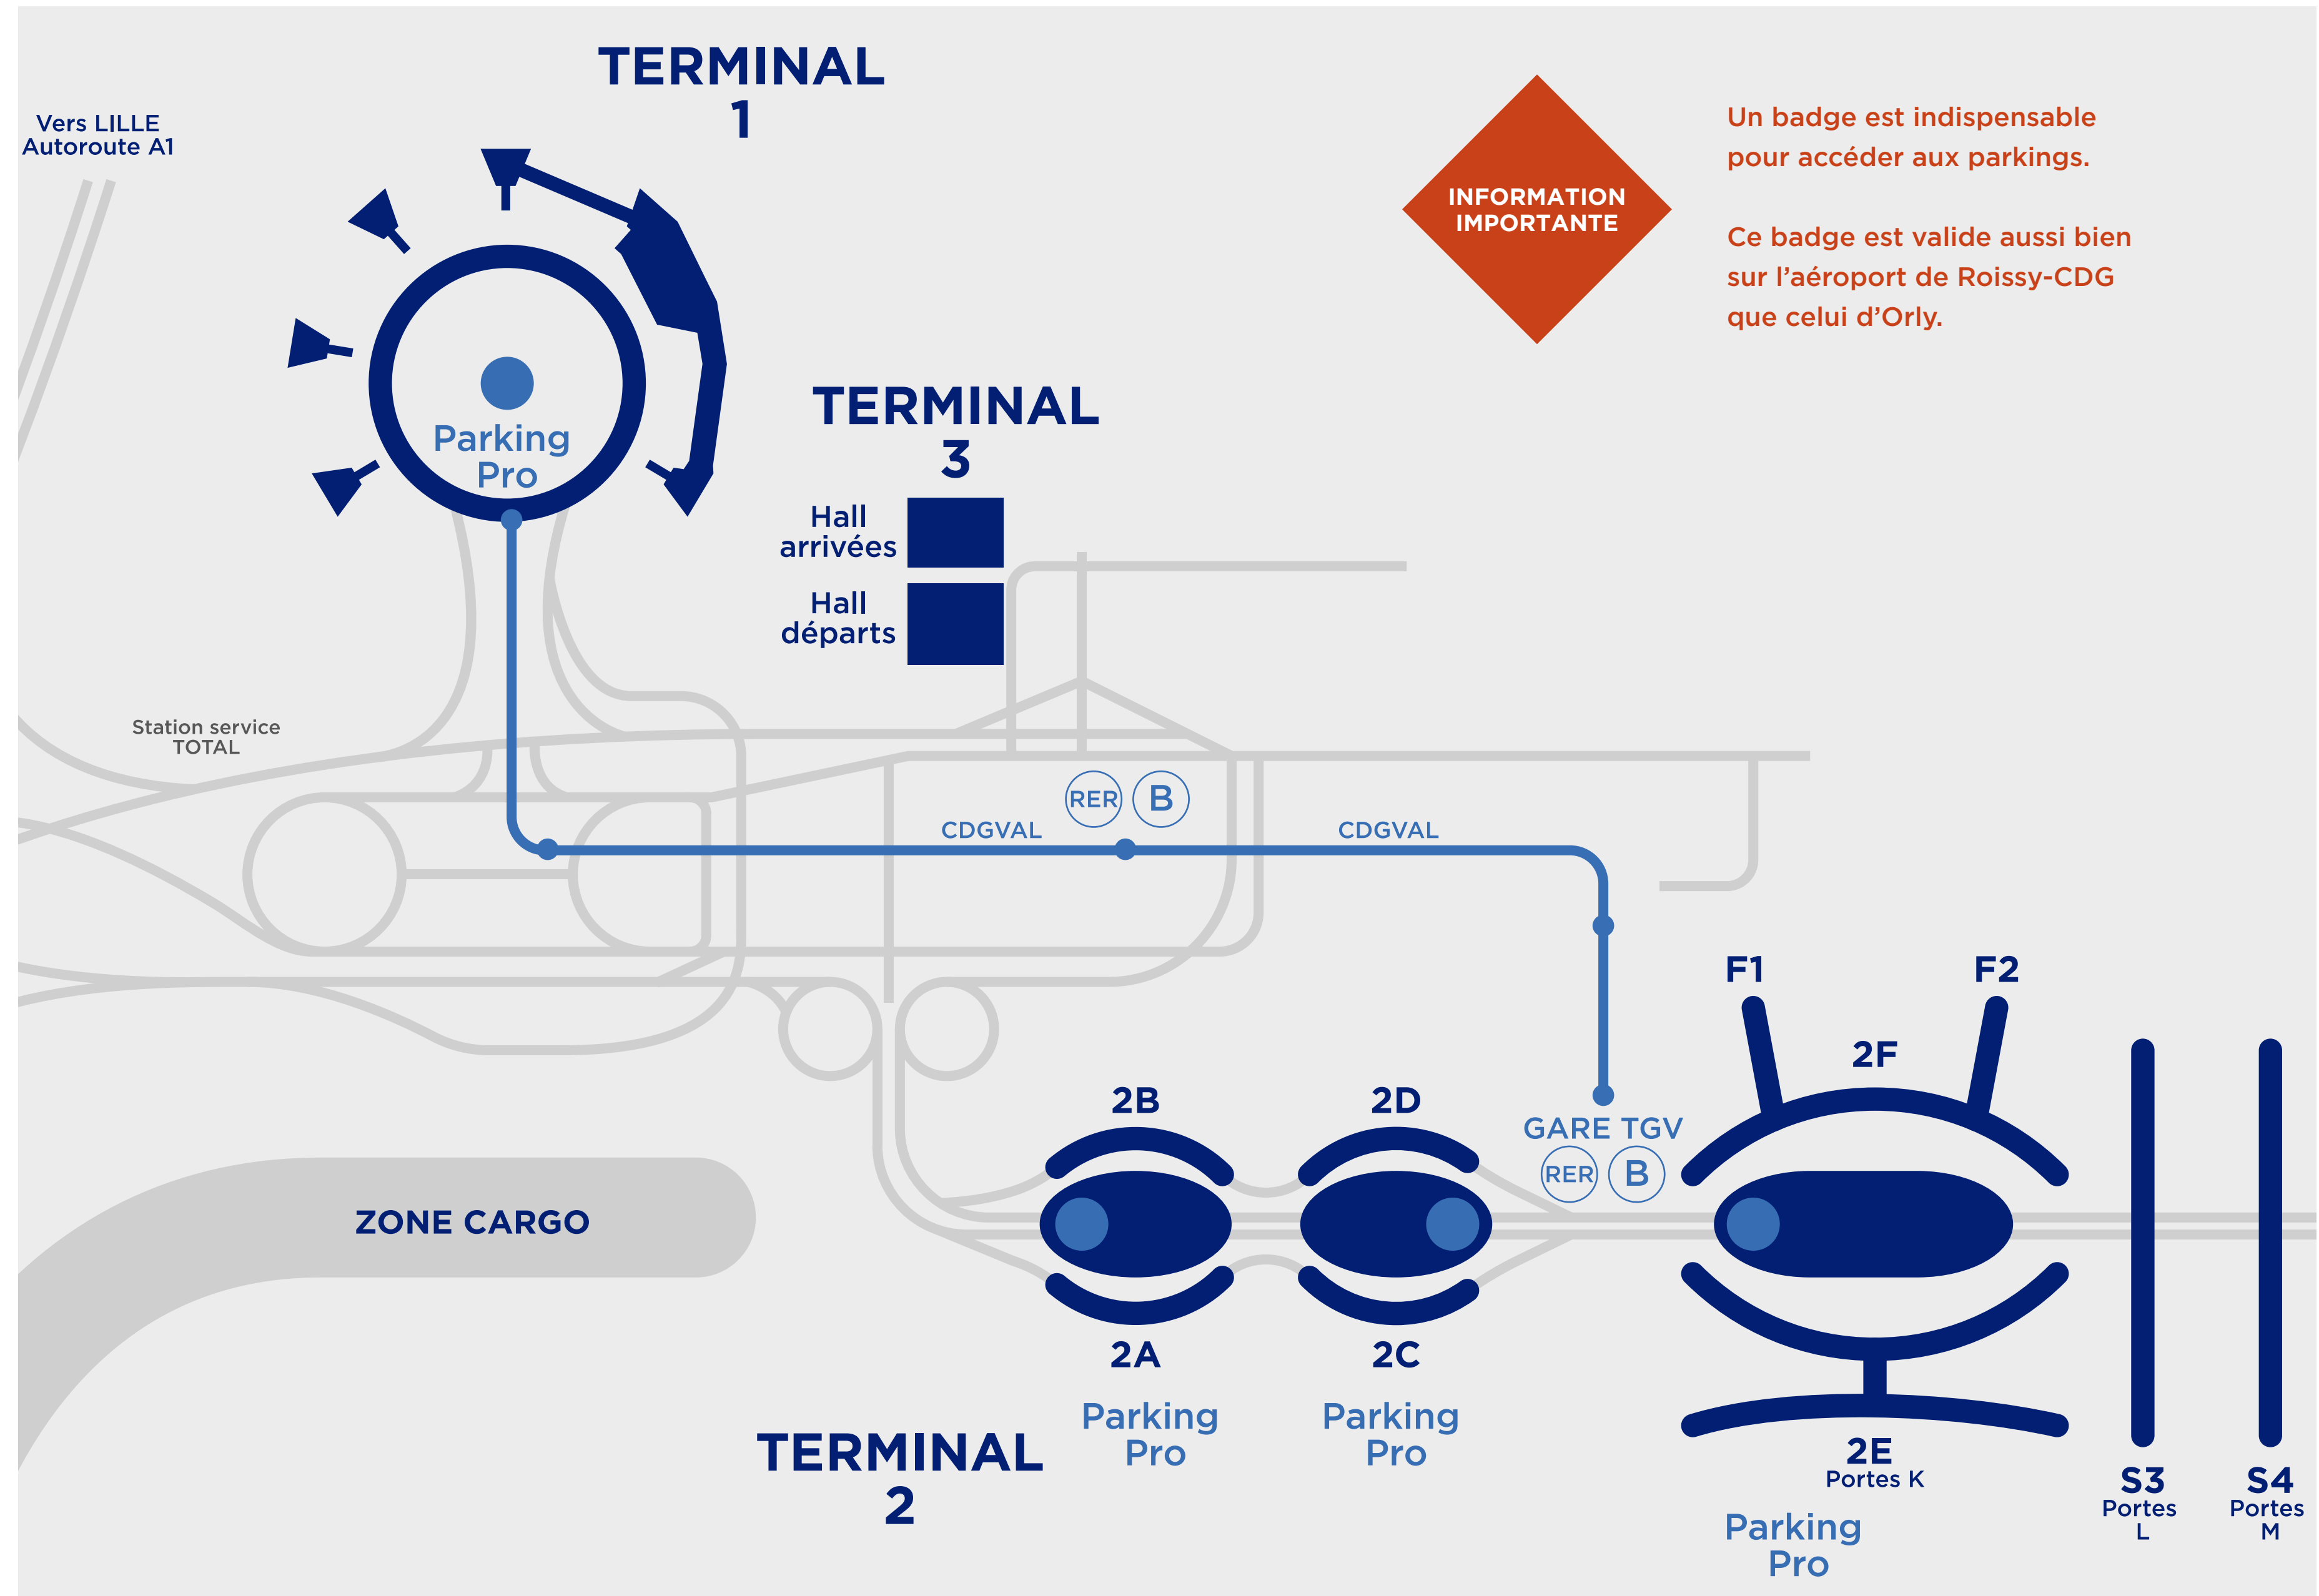 TERMINAL
1
Vers LILLE
Autoroute A1
INFORMATION
IMPORTANTE
Un badge est indispensable
pour accéder aux parkings.
Ce badge est valide aussi bien
sur l’aéroport de Roissy-CDG
que celui d’Orly.
Parking
Pro
TERMINAL
3
Hall
arrivées
Hall
départs
Station service
TOTAL
RER B
CDGVAL
CDGVAL
F1
F2
2F
2B
2D
GARE TGV
RER B
ZONE CARGO
2A
2C
Parking
Pro
Parking
Pro
TERMINAL
2
2E
Portes K
Parking
Pro
S3
Portes
L
S4
Portes
M